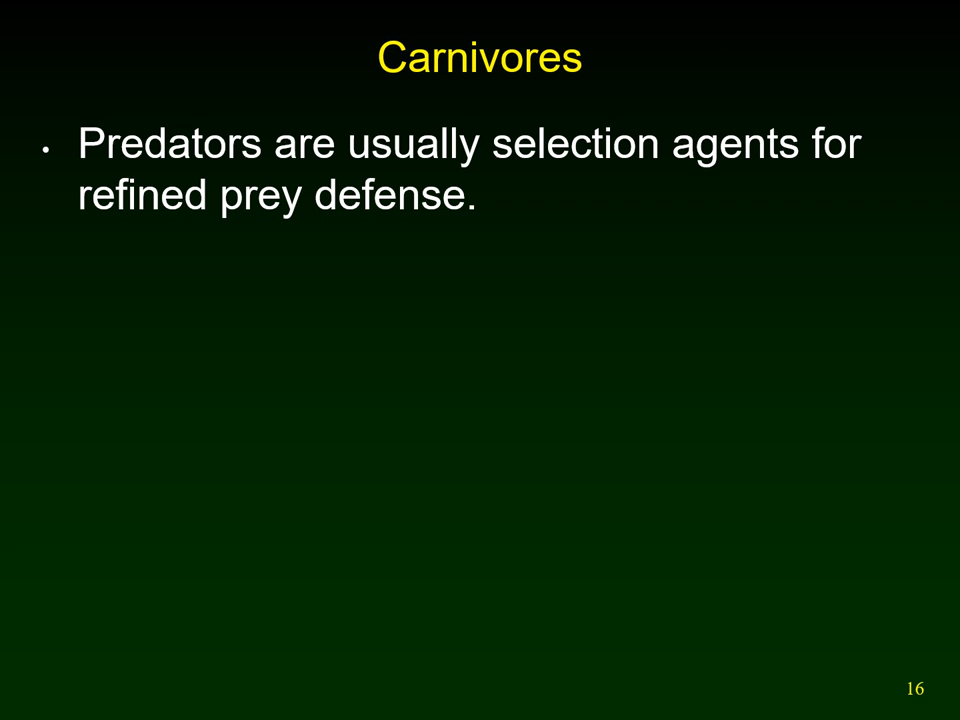 Carnivores
• Predators are usually selection agents for
refined prey defense.
16